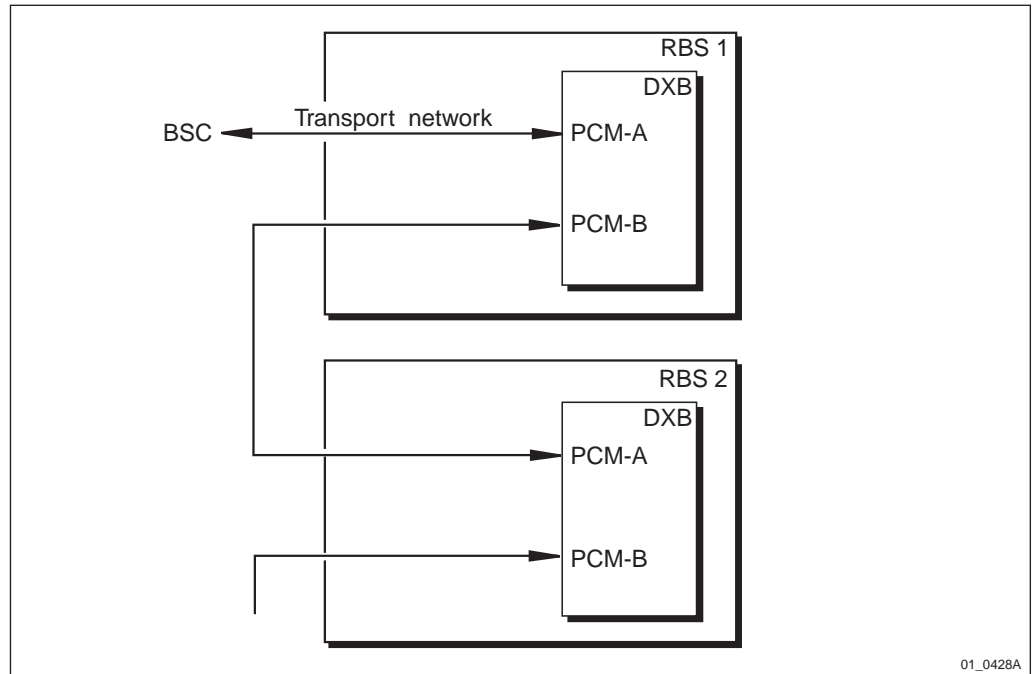 RBS 1
DXB
BSC
Transport network
PCM-A
PCM-B
RBS 2
DXB
PCM-A
PCM-B
01_0428A